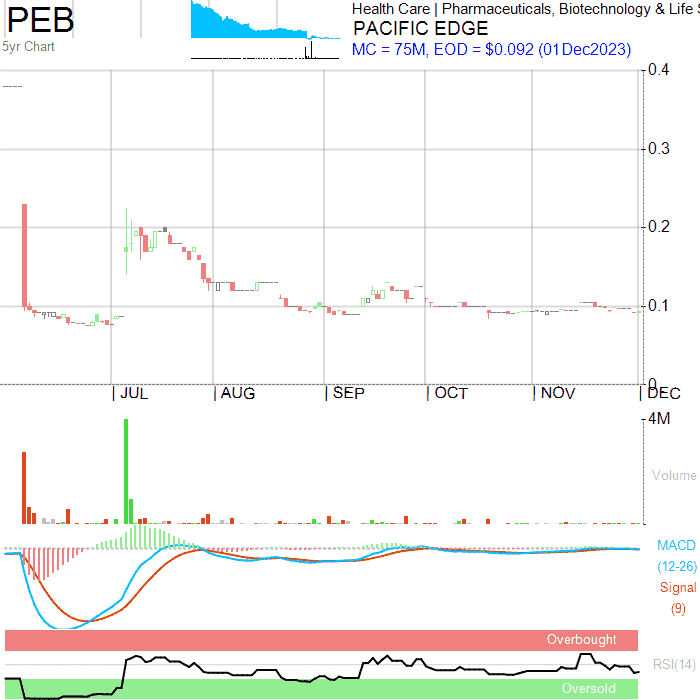 PEB
5yr Chart
Health Care | Pharmaceuticals, Biotechnology & Life S
PACIFIC EDGE
MC = 75M, EOD = $0.092 (01Dec2023)
0.4
0.3
0.2
0.1
0
JUL AUG SEP OCT NOV DEC
4M
Volume
MACD
(12-26)
Signal
(9)
Overbought
RSI(14)
Oversold